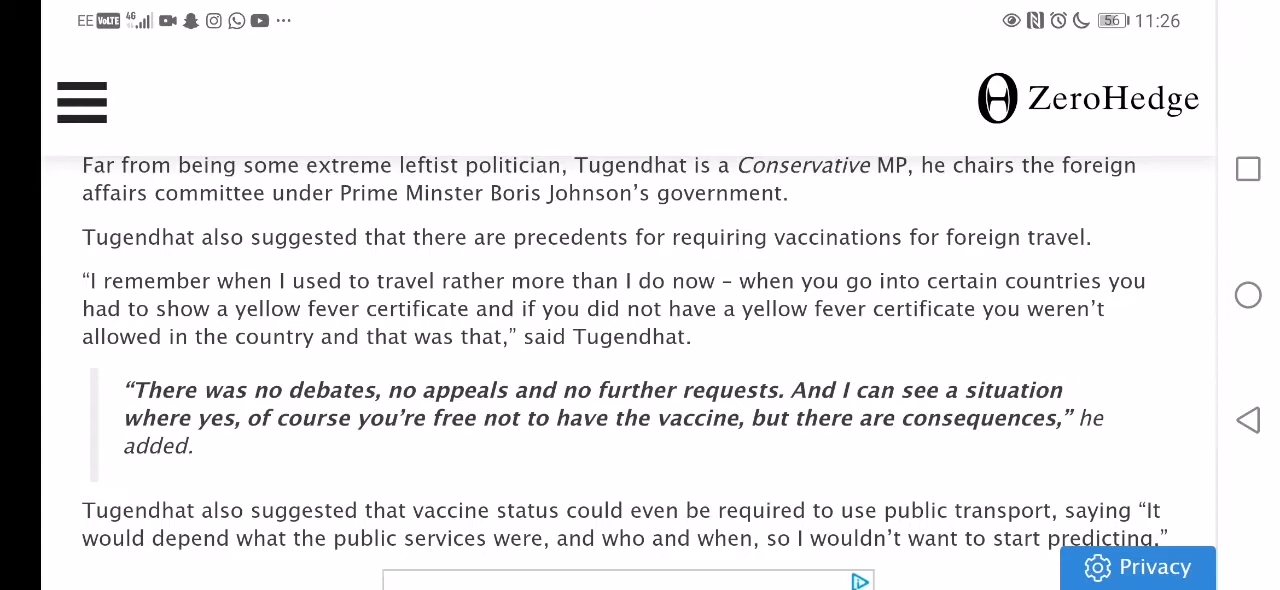 EE VoLTE 4G 56 11:26
ZeroHedge
Far from being some extreme leftist politician, Tugendhat is a Conservative MP, he chairs the foreign
affairs committee under Prime Minster Boris Johnson’s government.
Tugendhat also suggested that there are precedents for requiring vaccinations for foreign travel.
“I remember when I used to travel rather more than I do now – when you go into certain countries you
had to show a yellow fever certificate and if you did not have a yellow fever certificate you weren’t
allowed in the country and that was that,” said Tugendhat.
“There was no debates, no appeals and no further requests. And I can see a situation
where yes, of course you’re free not to have the vaccine, but there are consequences,” he
added.
Tugendhat also suggested that vaccine status could even be required to use public transport, saying “It
would depend what the public services were, and who and when, so I wouldn’t want to start predicting.”
Privacy